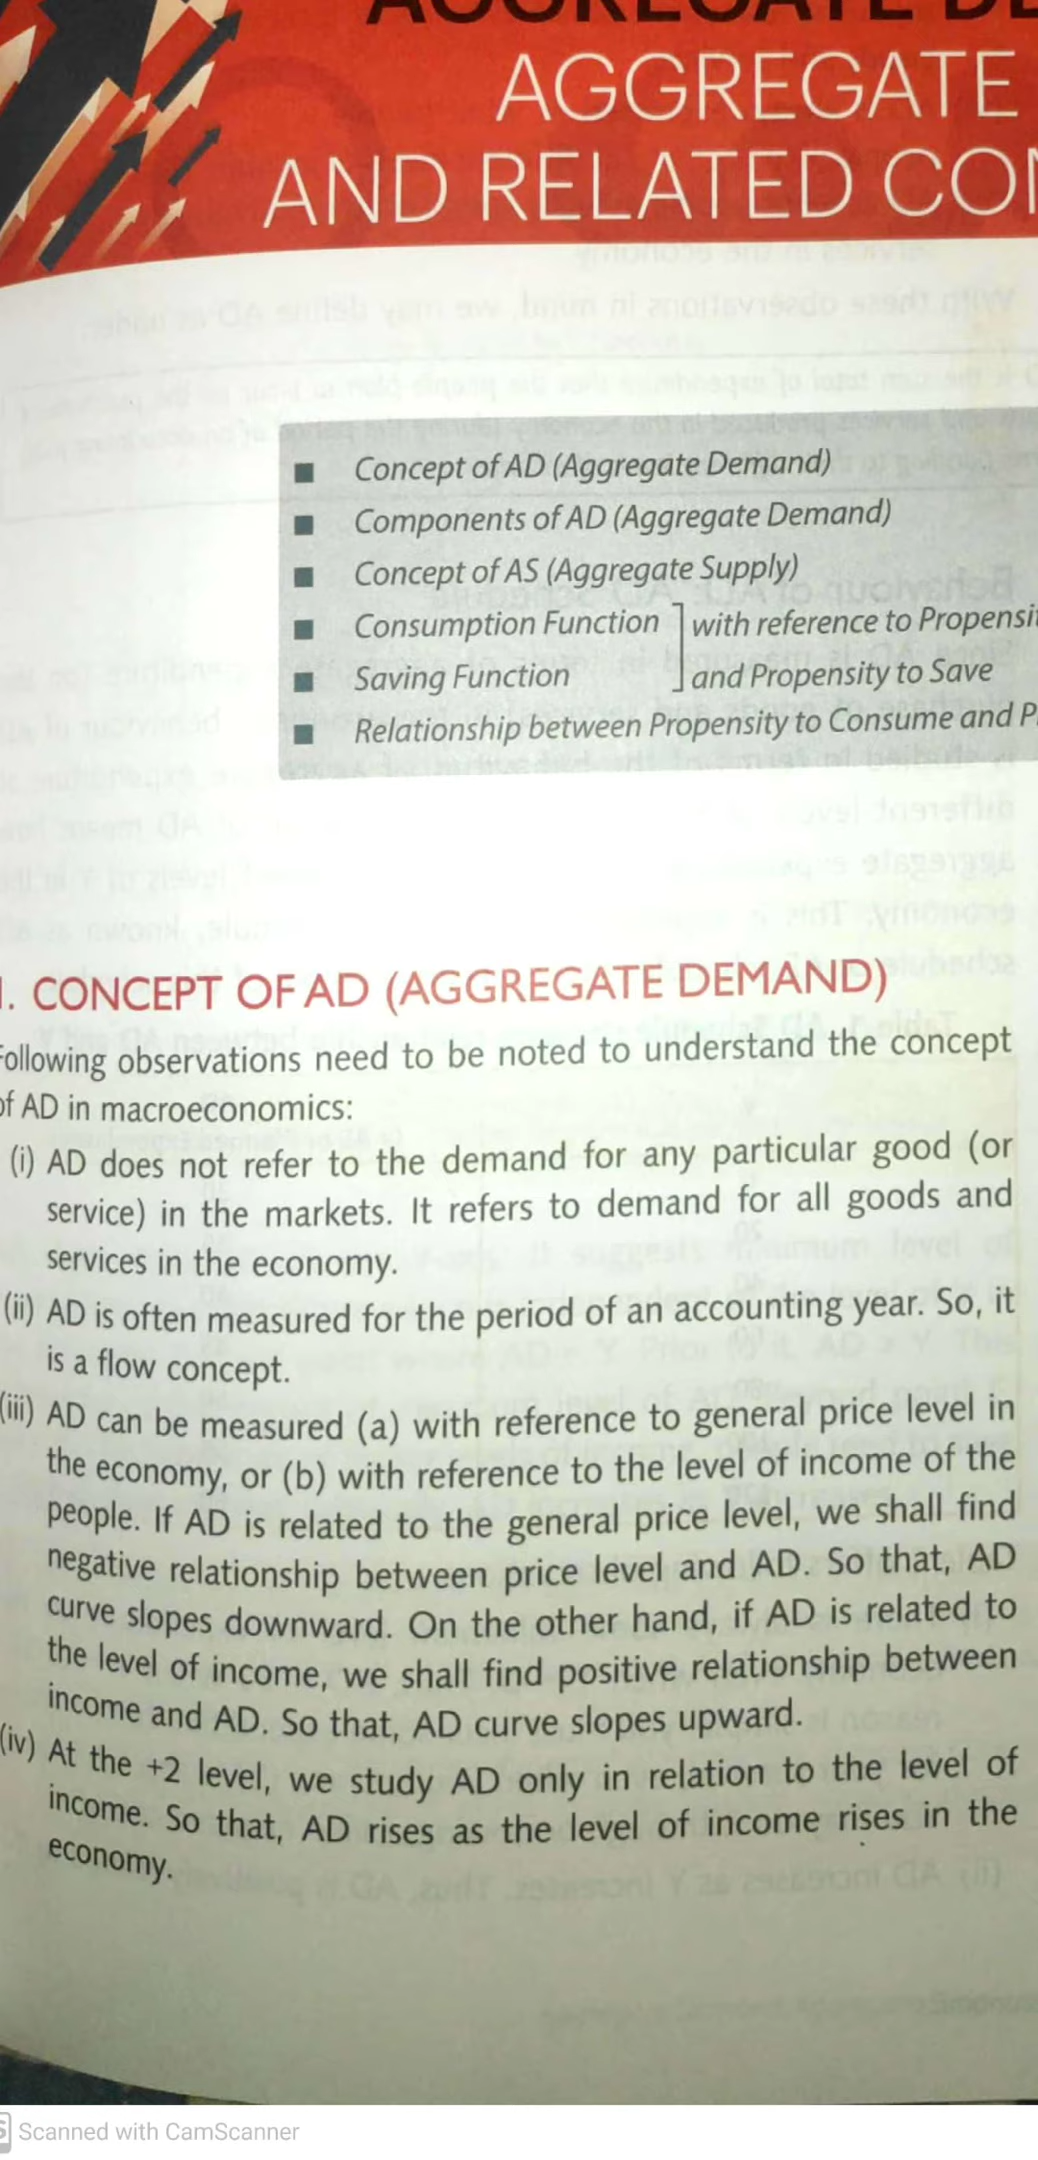 AGGREGATE
AND RELATED
■ Concept of AD (Aggregate Demand)
■ Components of AD (Aggregate Demand)
■ Concept of AS (Aggregate Supply)
■ Consumption Function ] with reference to
■ Saving Function ] and Propensity to Save
■ Relationship between Propensity to Consume and
1. CONCEPT OF AD (AGGREGATE DEMAND)
Following observations need to be noted to understand the concept
of AD in macroeconomics:
(i) AD does not refer to the demand for any particular good (or
service) in the markets. It refers to demand for all goods and
services in the economy.
(ii) AD is often measured for the period of an accounting year. So, it
is a flow concept.
(iii) AD can be measured (a) with reference to general price level in
the economy, or (b) with reference to the level of income of the
people. If AD is related to the general price level, we shall find
negative relationship between price level and AD. So that, AD
curve slopes downward. On the other hand, if AD is related to
the level of income, we shall find positive relationship between
income and AD. So that, AD curve slopes upward.
(iv) At the +2 level, we study AD only in relation to the level of
income. So that, AD rises as the level of income rises in the
economy.
Scanned with CamScanner